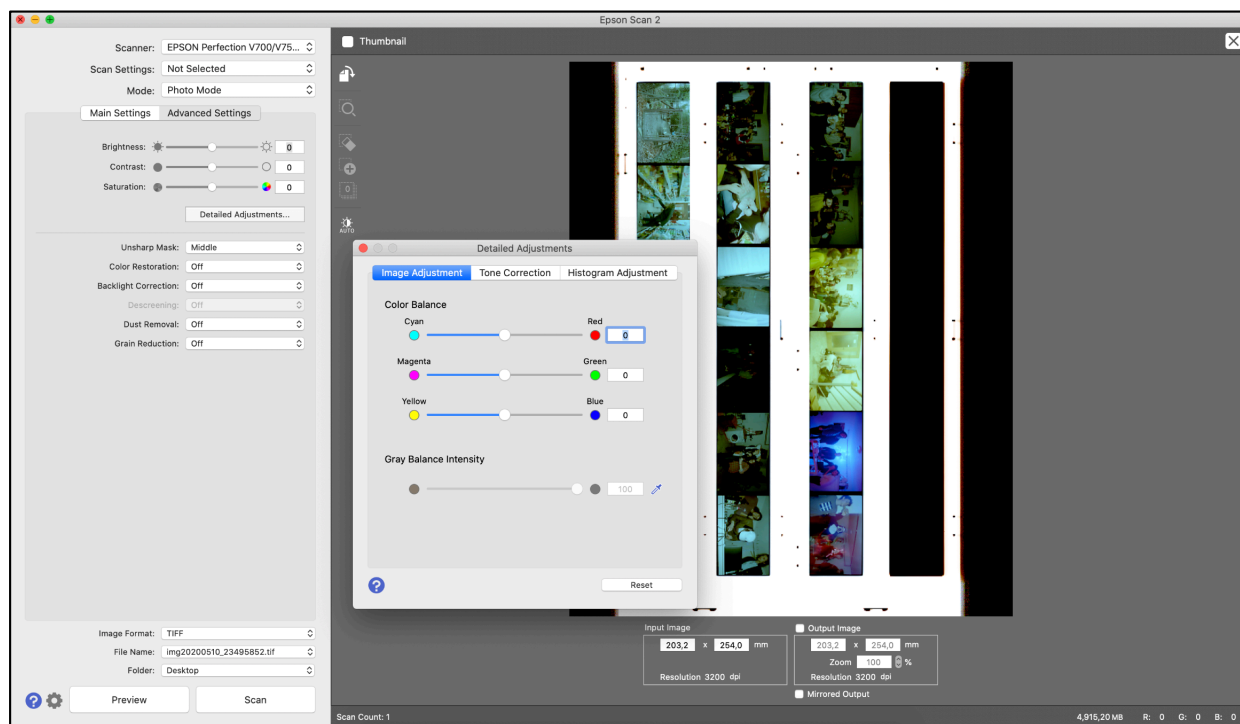 Epson Scan 2
Scanner: EPSON Perfection V700/V75...
Scan Settings: Not Selected
Mode: Photo Mode
Main Settings Advanced Settings
Brightness: 0
Contrast: 0
Saturation: 0
Detailed Adjustments...
Unsharp Mask: Middle
Color Restoration: Off
Backlight Correction: Off
Descreening: Off
Dust Removal: Off
Grain Reduction: Off
Image Format: TIFF
File Name: img20200510_23495852.tif
Folder: Desktop
?
Preview
Scan
Thumbnail
0
AUTO
Detailed Adjustments
Image Adjustment Tone Correction Histogram Adjustment
Color Balance
Cyan Red
0
Magenta Green
0
Yellow Blue
0
Gray Balance Intensity
100
?
Reset
Input Image
203,2 x 254,0 mm
Resolution 3200 dpi
Output Image
203,2 x 254,0 mm
Zoom 100 %
Resolution 3200 dpi
Mirrored Output
Scan Count: 1
4,915,20 MB R: 0 G: 0 B: 0